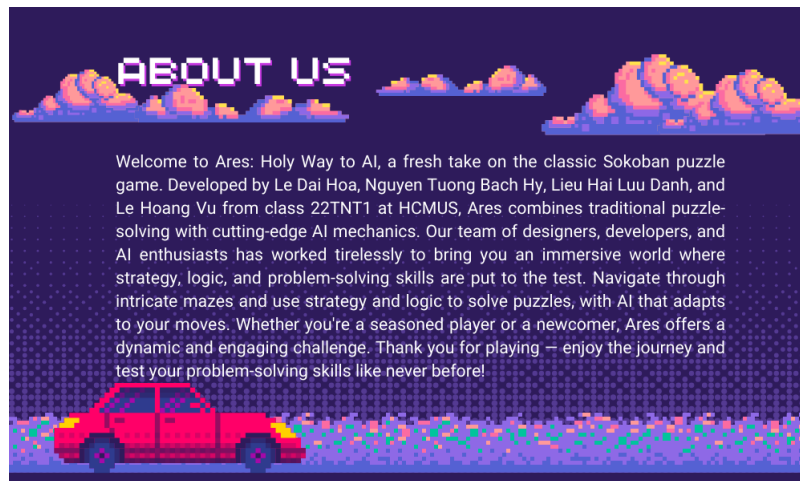 ABOUT US
Welcome to Ares: Holy Way to AI, a fresh take on the classic Sokoban puzzle
game. Developed by Le Dai Hoa, Nguyen Tuong Bach Hy, Lieu Hai Luu Danh, and
Le Hoang Vu from class 22TNT1 at HCMUS, Ares combines traditional puzzle-
solving with cutting-edge AI mechanics. Our team of designers, developers, and
AI enthusiasts has worked tirelessly to bring you an immersive world where
strategy, logic, and problem-solving skills are put to the test. Navigate through
intricate mazes and use strategy and logic to solve puzzles, with AI that adapts
to your moves. Whether you're a seasoned player or a newcomer, Ares offers a
dynamic and engaging challenge. Thank you for playing — enjoy the journey and
test your problem-solving skills like never before!